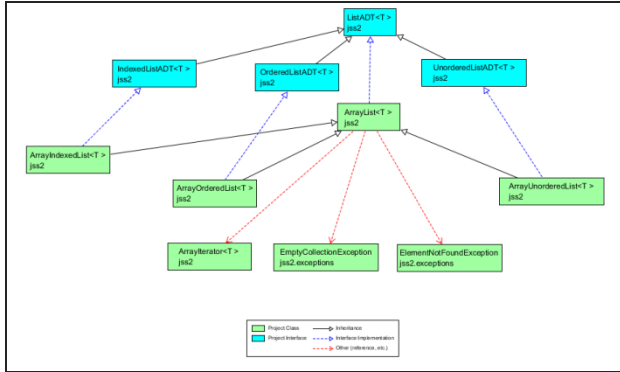 ListADT<T >
jss2
IndexedListADT<T >
jss2
OrderedListADT<T >
jss2
UnorderedListADT<T >
jss2
ArrayList<T >
jss2
ArrayIndexedList<T >
jss2
ArrayOrderedList<T >
jss2
ArrayUnorderedList<T >
jss2
ArrayIterator<T >
jss2
EmptyCollectionException
jss2.exceptions
ElementNotFoundException
jss2.exceptions
Project Class
Inheritance
Project Interface
Interface Implementation
Other (reference, etc.)